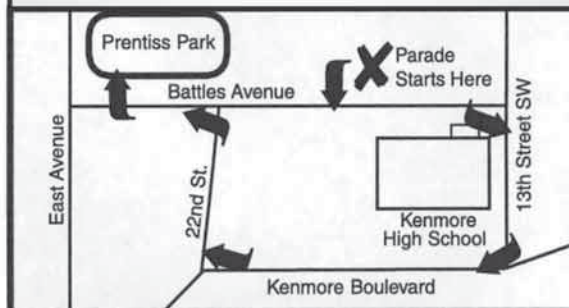 Prentiss Park
Parade
Starts Here
Battles Avenue
East Avenue
22nd St.
13th Street SW
Kenmore
High School
Kenmore Boulevard